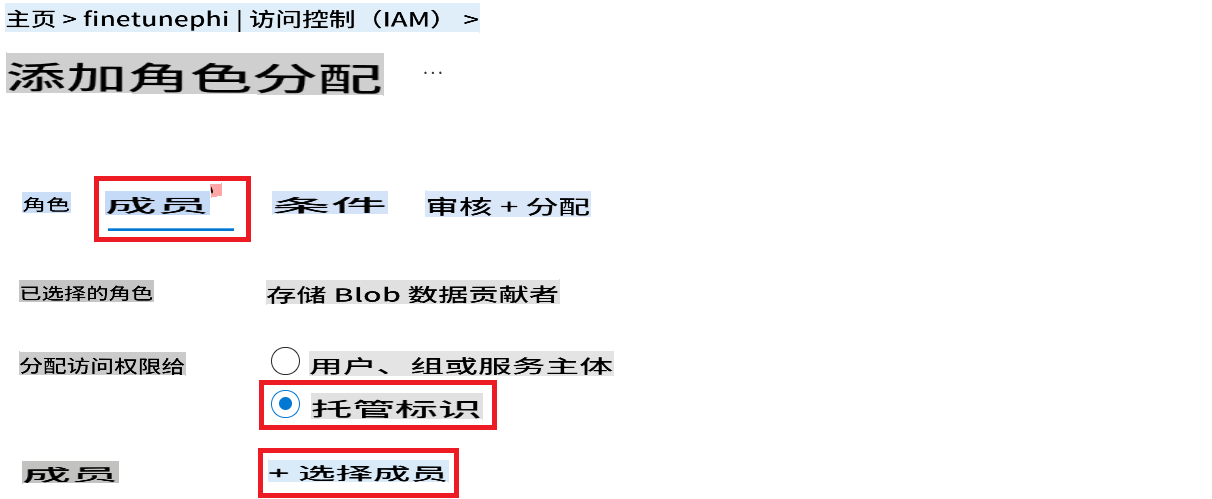 主页 > finetunephi | 访问控制（IAM） >
添加角色分配 ...
角色 成员 条件 审核 + 分配
已选择的角色 存储 Blob 数据贡献者
分配访问权限给 用户、组或服务主体
托管标识
成员 + 选择成员